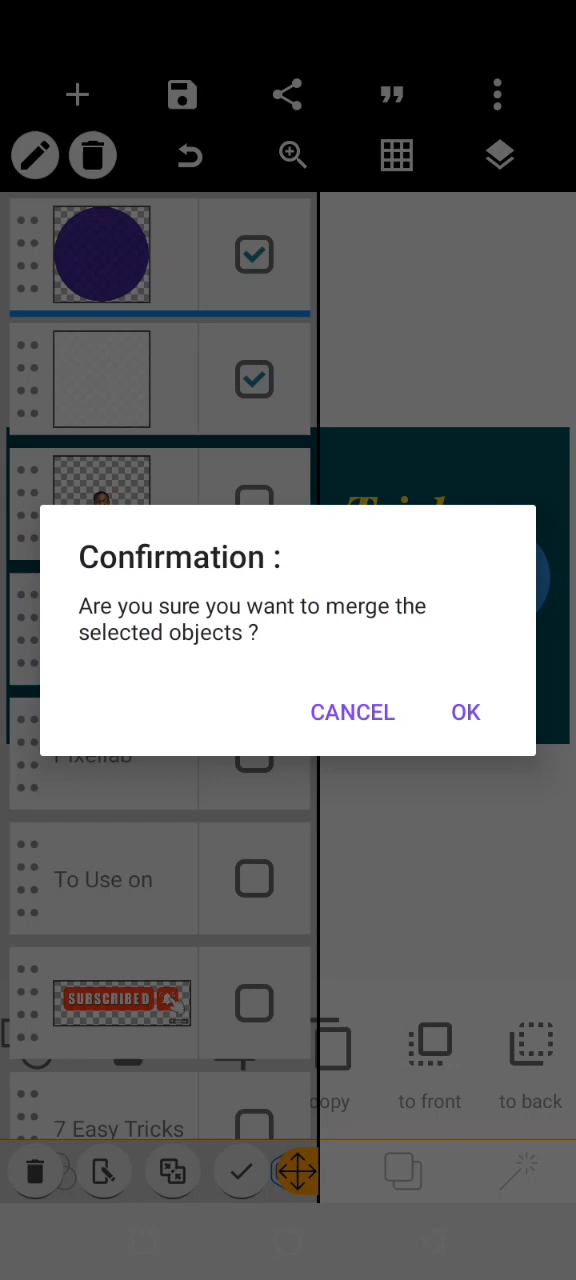 Confirmation :
Are you sure you want to merge the
selected objects ?
CANCEL
OK
Pixellab
To Use on
SUBSCRIBED
7 Easy Tricks
copy
to front
to back